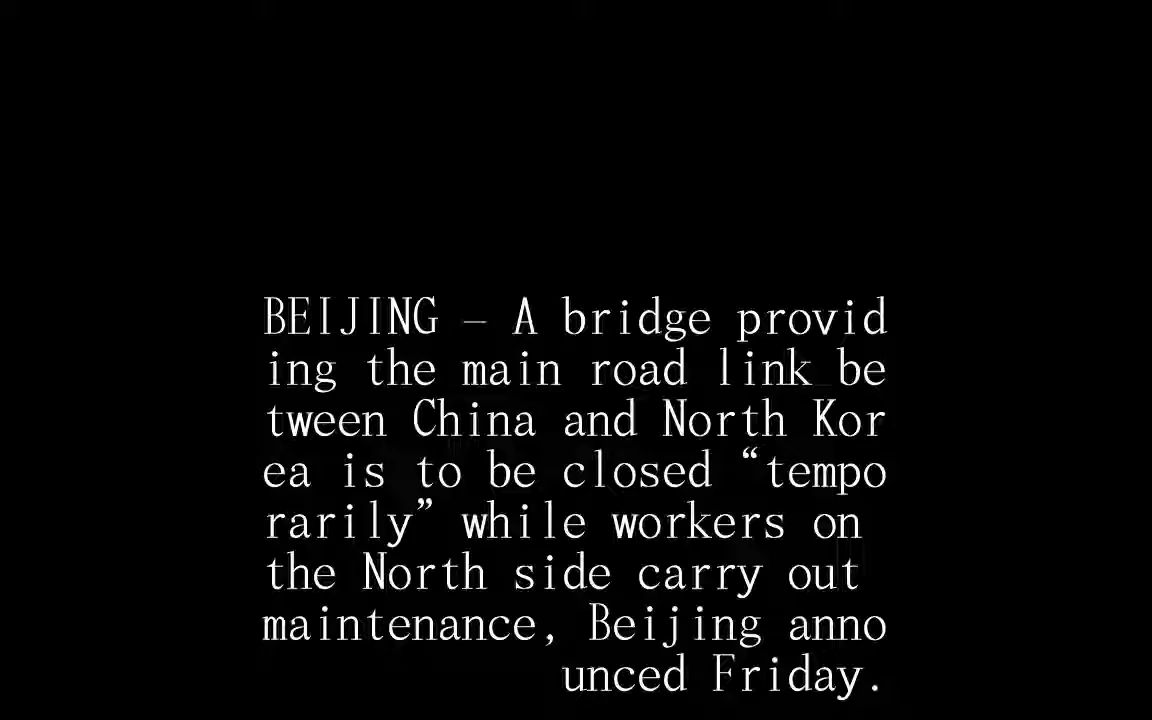 BEIJING – A bridge provid
ing the main road link be
tween China and North Kor
ea is to be closed “tempo
rarily” while workers on
the North side carry out
maintenance, Beijing anno
unced Friday.